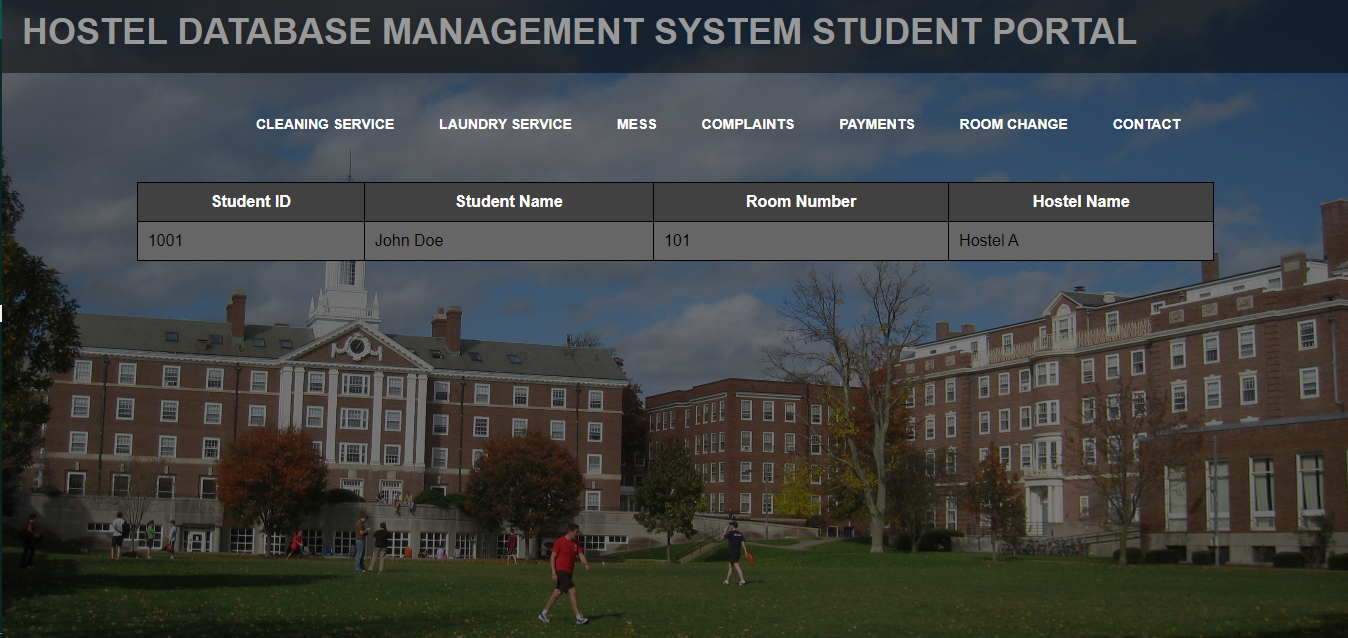 HOSTEL DATABASE MANAGEMENT SYSTEM STUDENT PORTAL
CLEANING SERVICE LAUNDRY SERVICE MESS COMPLAINTS PAYMENTS ROOM CHANGE CONTACT
Student ID Student Name Room Number Hostel Name
1001 John Doe 101 Hostel A